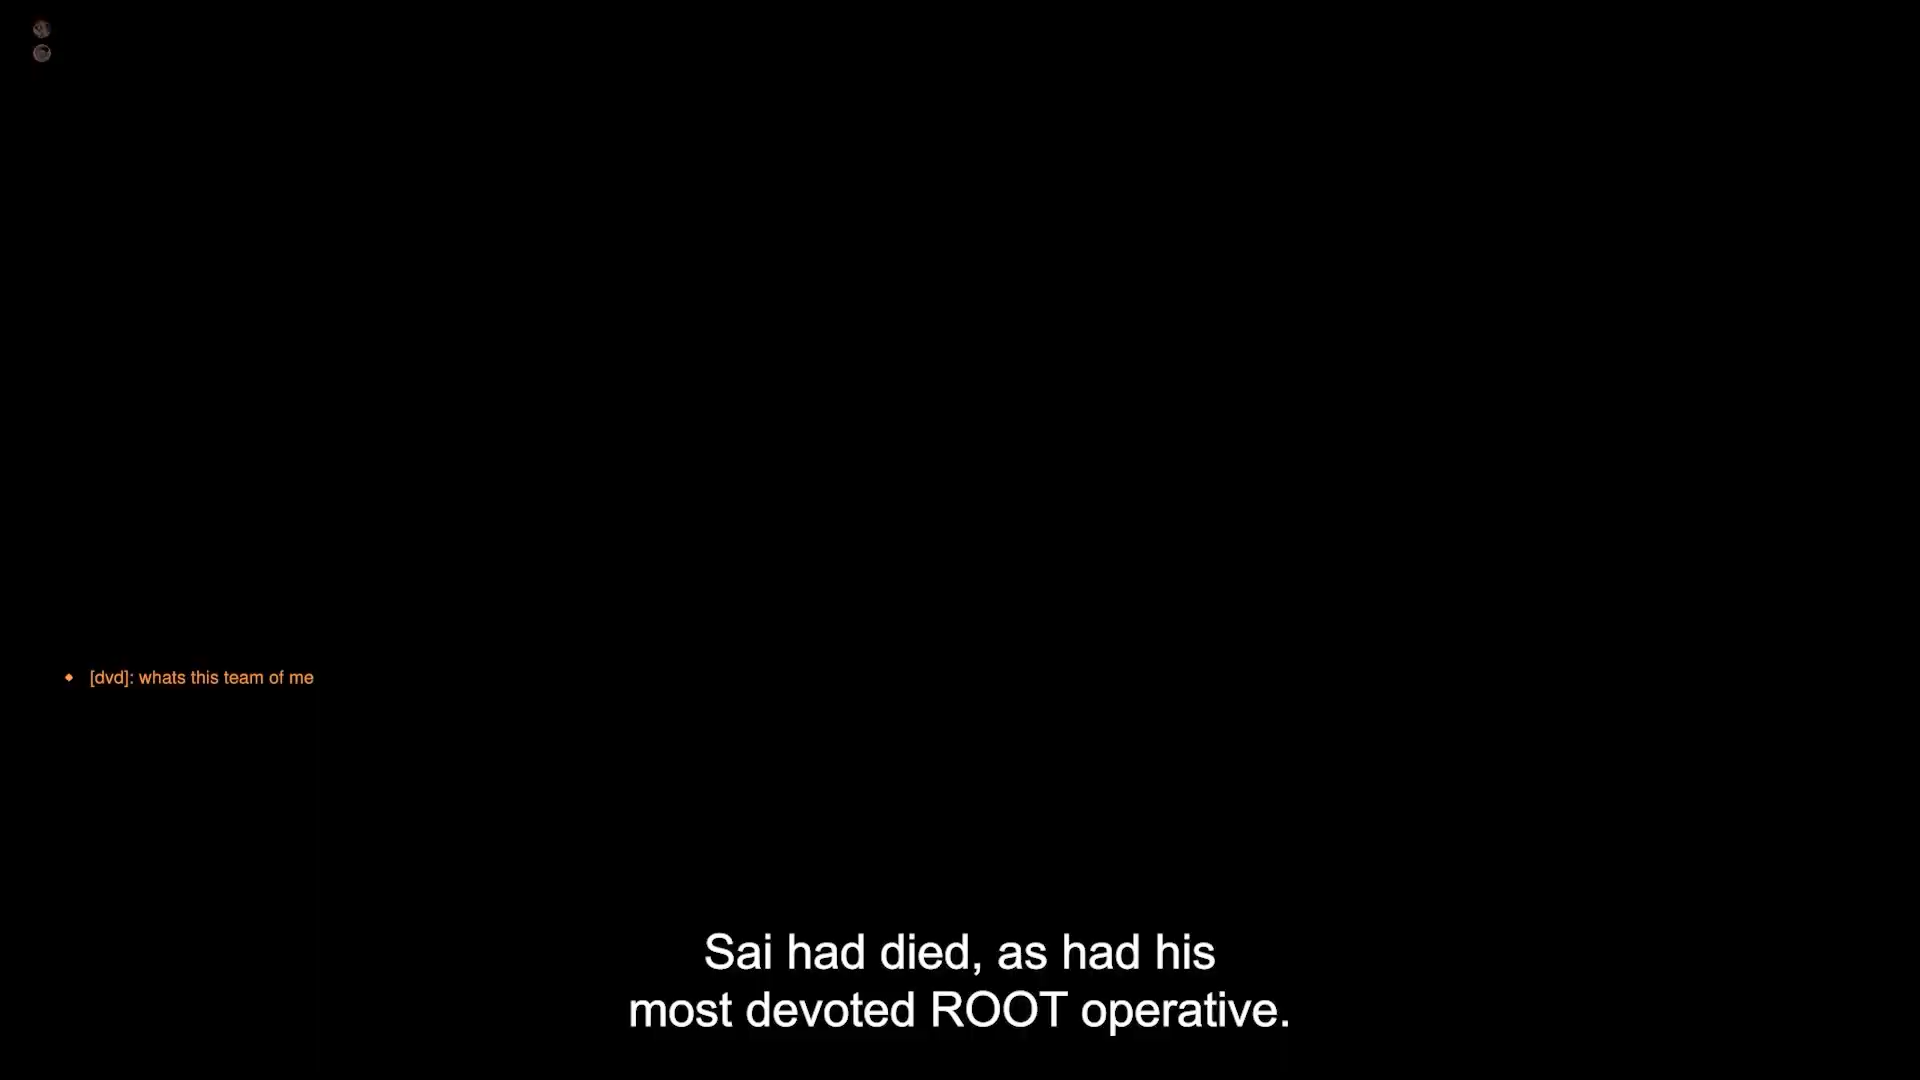 [dvd]: whats this team of me
Sai had died, as had his
most devoted ROOT operative.